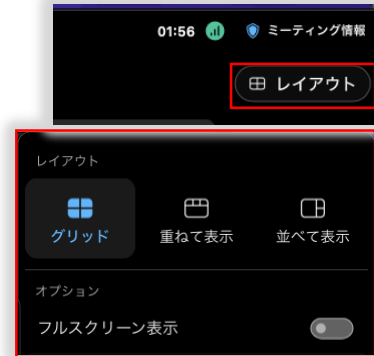 01:56 ミーティング情報
レイアウト
レイアウト
グリッド 重ねて表示 並べて表示
オプション
フルスクリーン表示